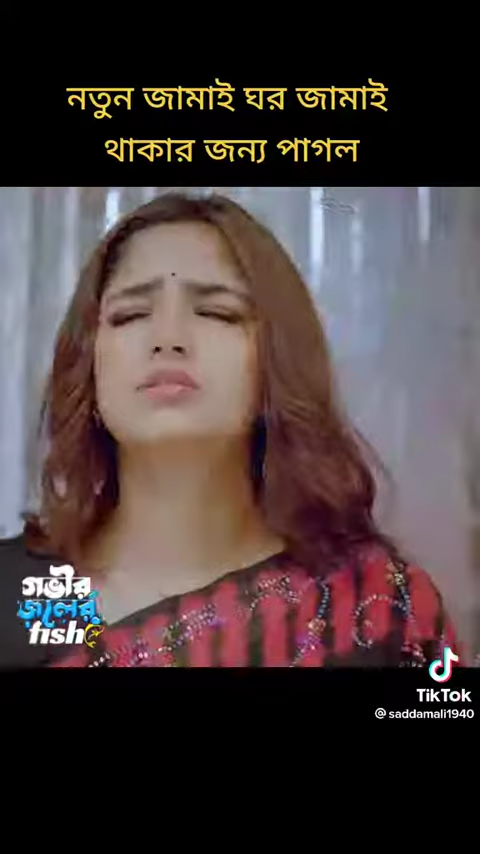 নতুন জামাই ঘর জামাই
থাকার জন্য পাগল
গভীর
জলের
fish
TikTok
@saddamali1940